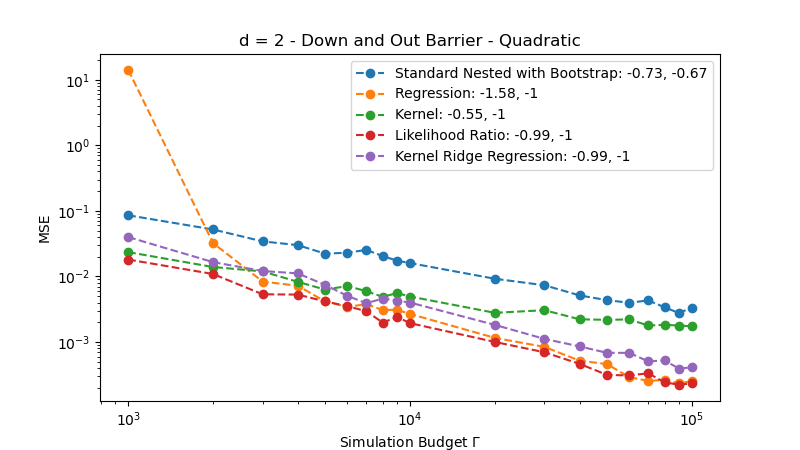 d = 2 - Down and Out Barrier - Quadratic
Standard Nested with Bootstrap: -0.73, -0.67
Regression: -1.58, -1
Kernel: -0.55, -1
Likelihood Ratio: -0.99, -1
Kernel Ridge Regression: -0.99, -1
MSE
10¹
10⁰
10⁻¹
10⁻²
10⁻³
10³
10⁴
10⁵
Simulation Budget Γ